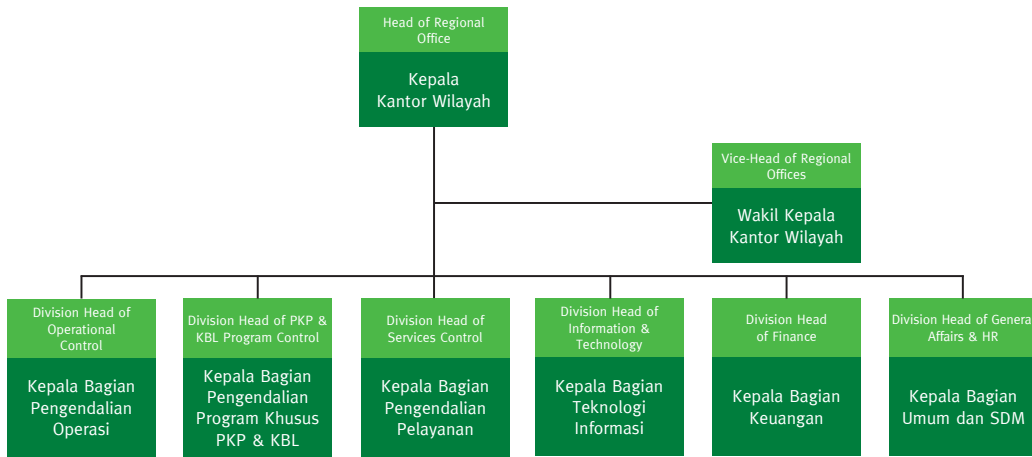 Head of Regional
Office
Kepala
Kantor Wilayah
Vice-Head of Regional
Offices
Wakil Kepala
Kantor Wilayah
Division Head of
Operational
Control
Kepala Bagian
Pengendalian
Operasi
Division Head of PKP &
KBL Program Control
Kepala Bagian
Pengendalian
Program Khusus
PKP & KBL
Division Head of
Services Control
Kepala Bagian
Pengendalian
Pelayanan
Division Head of
Information &
Technology
Kepala Bagian
Teknologi
Informasi
Division Head
of Finance
Kepala Bagian
Keuangan
Division Head of General
Affairs & HR
Kepala Bagian
Umum dan SDM